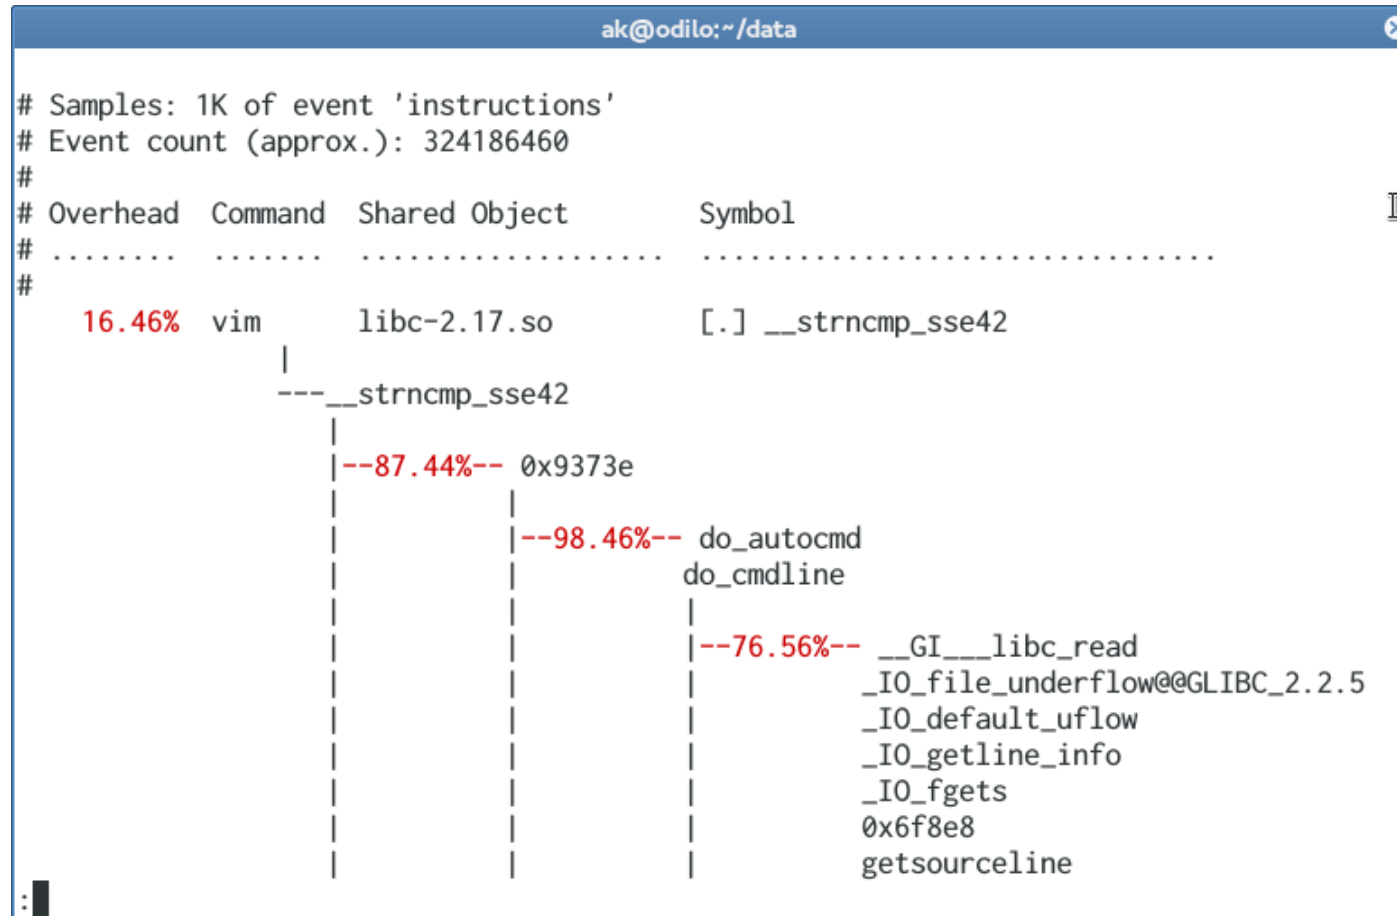 ak@odilo:~/data
# Samples: 1K of event 'instructions'
# Event count (approx.): 324186460
#
# Overhead  Command  Shared Object        Symbol
# ........  .......  ...................  ................................
#
    16.46%  vim      libc-2.17.so         [.] __strncmp_sse42
                |
                ---__strncmp_sse42
                   |
                   |--87.44%-- 0x9373e
                   |          |
                   |          |--98.46%-- do_autocmd
                   |          |          do_cmdline
                   |          |          |
                   |          |          |--76.56%-- __GI___libc_read
                   |          |          |          _IO_file_underflow@@GLIBC_2.2.5
                   |          |          |          _IO_default_uflow
                   |          |          |          _IO_getline_info
                   |          |          |          _IO_fgets
                   |          |          |          0x6f8e8
                   |          |          |          getsourceline
: